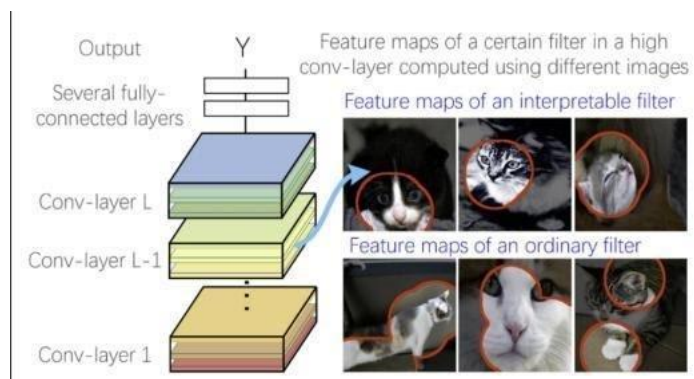 Output
Y
Several fully-
connected layers
Conv-layer L
Conv-layer L-1
Conv-layer 1
Feature maps of a certain filter in a high
conv-layer computed using different images
Feature maps of an interpretable filter
Feature maps of an ordinary filter